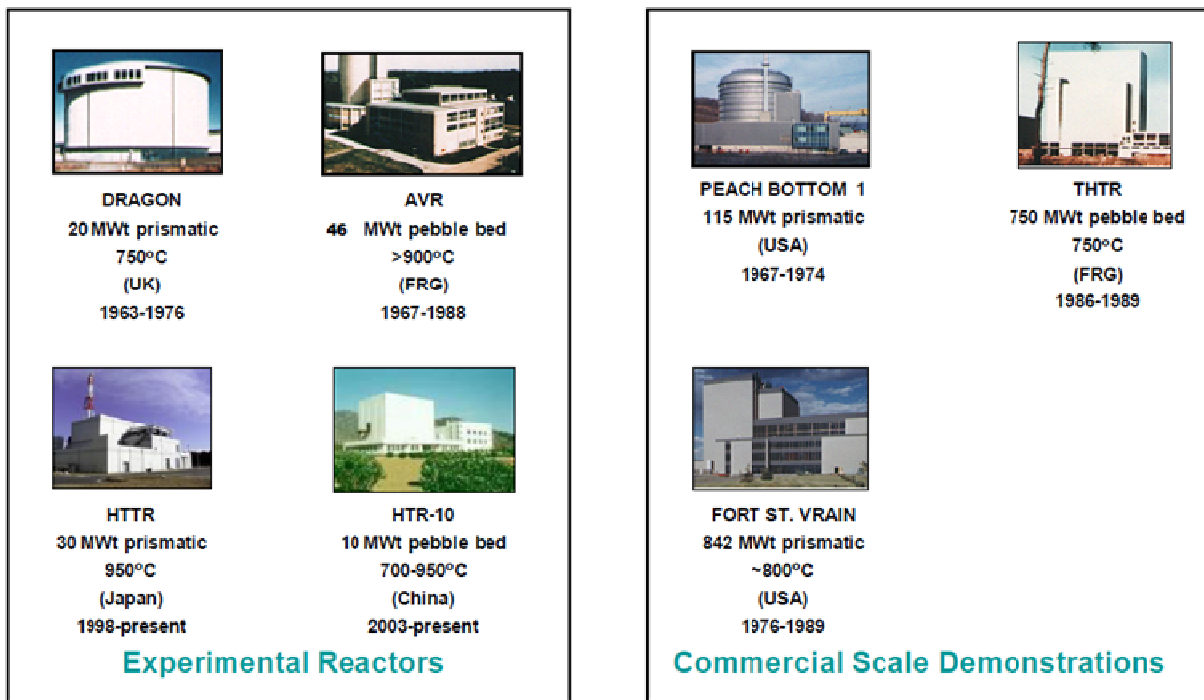 DRAGON
20 MWt prismatic
750°C
(UK)
1963-1976
AVR
46 MWt pebble bed
>900°C
(FRG)
1967-1988
HTTR
30 MWt prismatic
950°C
(Japan)
1998-present
HTR-10
10 MWt pebble bed
700-950°C
(China)
2003-present
Experimental Reactors
PEACH BOTTOM 1
115 MWt prismatic
(USA)
1967-1974
THTR
750 MWt pebble bed
750°C
(FRG)
1986-1989
FORT ST. VRAIN
842 MWt prismatic
~800°C
(USA)
1976-1989
Commercial Scale Demonstrations